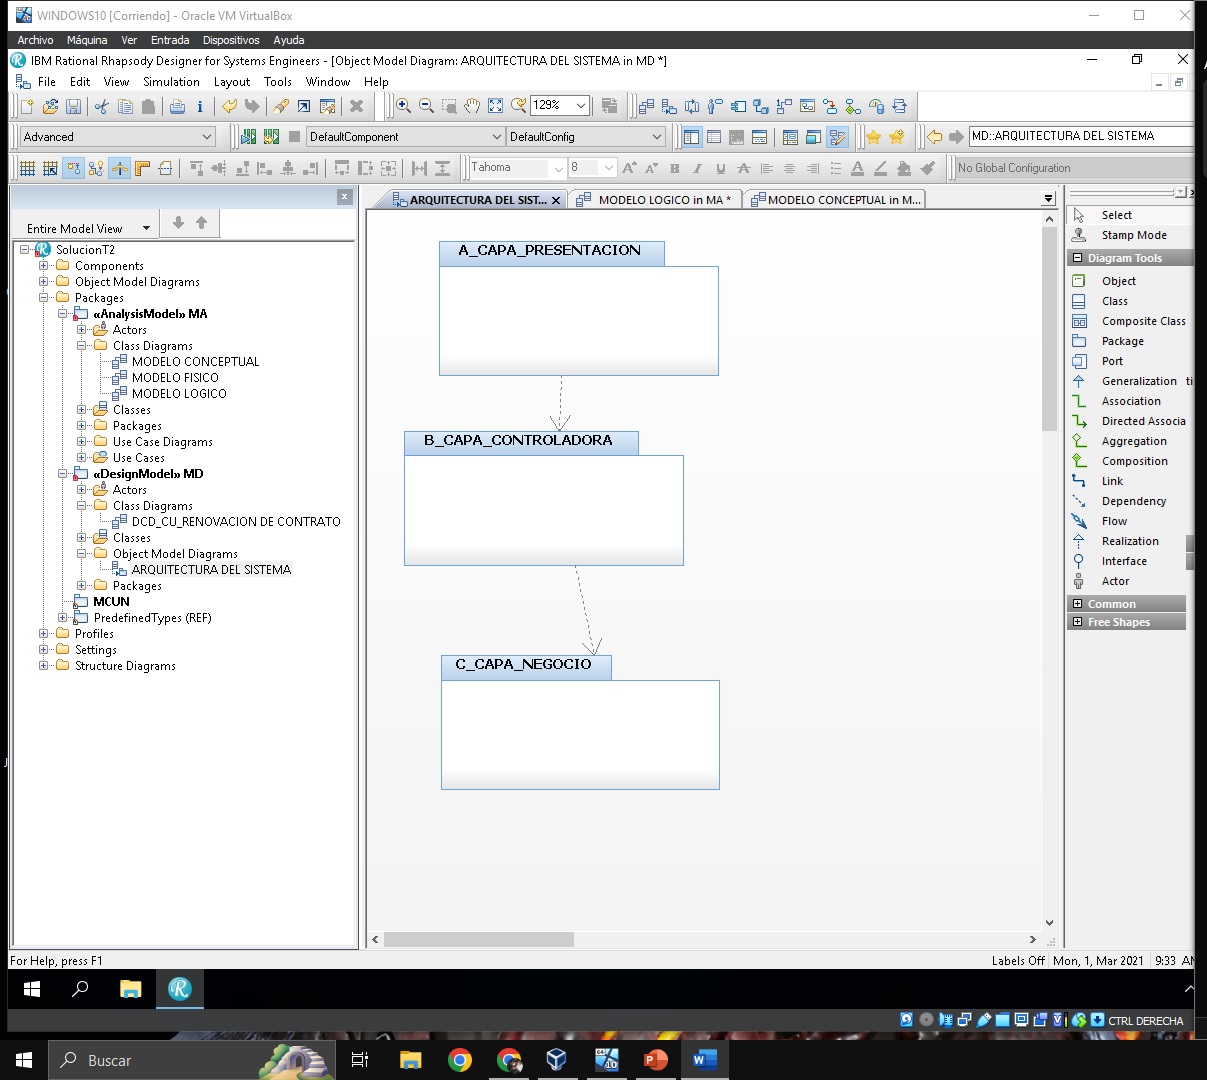 WINDOWS10 [Corriendo] - Oracle VM VirtualBox
Archivo Máquina Ver Entrada Dispositivos Ayuda
IBM Rational Rhapsody Designer for Systems Engineers - [Object Model Diagram: ARQUITECTURA DEL SISTEMA in MD *]
File Edit View Simulation Layout Tools Window Help
129%
Advanced DefaultComponent DefaultConfig MD::ARQUITECTURA DEL SISTEMA
Tahoma 8 No Global Configuration
Entire Model View
SolucionT2
Components
Object Model Diagrams
Packages
«AnalysisModel» MA
Actors
Class Diagrams
MODELO CONCEPTUAL
MODELO FISICO
MODELO LOGICO
Classes
Packages
Use Case Diagrams
Use Cases
«DesignModel» MD
Actors
Class Diagrams
DCD_CU_RENOVACION DE CONTRATO
Classes
Object Model Diagrams
ARQUITECTURA DEL SISTEMA
Packages
MCUN
PredefinedTypes (REF)
Profiles
Settings
Structure Diagrams
ARQUITECTURA DEL SIST... MODELO LOGICO in MA * MODELO CONCEPTUAL in M...
A_CAPA_PRESENTACION
B_CAPA_CONTROLADORA
C_CAPA_NEGOCIO
Select
Stamp Mode
Diagram Tools
Object
Class
Composite Class
Package
Port
Generalization ti
Association
Directed Associa
Aggregation
Composition
Link
Dependency
Flow
Realization
Interface
Actor
Common
Free Shapes
For Help, press F1 Labels Off Mon, 1, Mar 2021 9:33 AM
CTRL DERECHA
Buscar